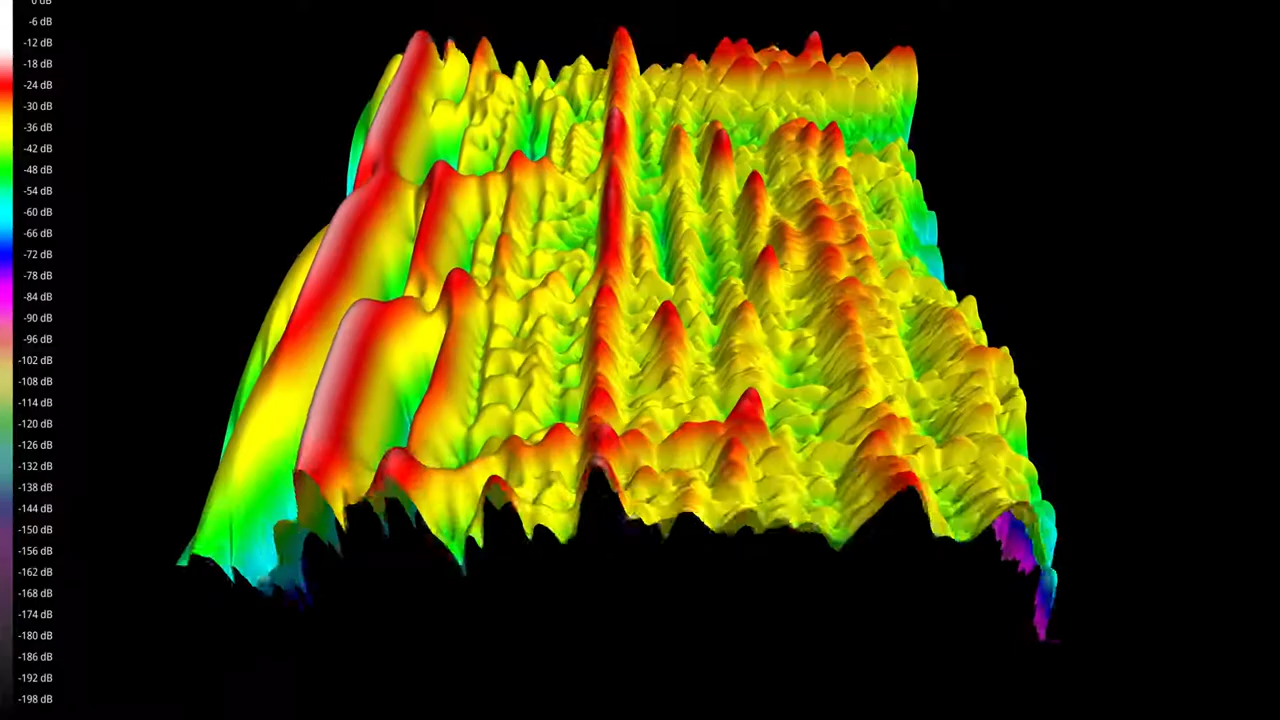 0 dB
-6 dB
-12 dB
-18 dB
-24 dB
-30 dB
-36 dB
-42 dB
-48 dB
-54 dB
-60 dB
-66 dB
-72 dB
-78 dB
-84 dB
-90 dB
-96 dB
-102 dB
-108 dB
-114 dB
-120 dB
-126 dB
-132 dB
-138 dB
-144 dB
-150 dB
-156 dB
-162 dB
-168 dB
-174 dB
-180 dB
-186 dB
-192 dB
-198 dB